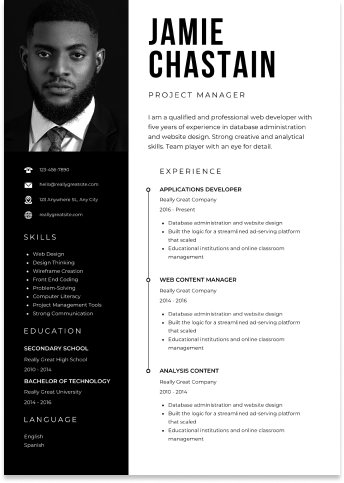 JAMIE
CHASTAIN
PROJECT MANAGER
I am a qualified and professional web developer with
five years of experience in database administration
and website design. Strong creative and analytical
skills. Team player with an eye for detail.
123-456-7890
hello@reallygreatsite.com
123 Anywhere St., Any City
reallygreatsite.com
SKILLS
Web Design
Design Thinking
Wireframe Creation
Front End Coding
Problem-Solving
Computer Literacy
Project Management Tools
Strong Communication
EDUCATION
SECONDARY SCHOOL
Really Great High School
2010 - 2014
BACHELOR OF TECHNOLOGY
Really Great University
2014 - 2016
LANGUAGE
English
Spanish
EXPERIENCE
APPLICATIONS DEVELOPER
Really Great Company
2016 - Present
Database administration and website design
Built the logic for a streamlined ad-serving platform
that scaled
Educational institutions and online classroom
management
WEB CONTENT MANAGER
Really Great Company
2014 - 2016
Database administration and website design
Built the logic for a streamlined ad-serving platform
that scaled
Educational institutions and online classroom
management
ANALYSIS CONTENT
Really Great Company
2010 - 2014
Database administration and website design
Built the logic for a streamlined ad-serving platform
that scaled
Educational institutions and online classroom
management